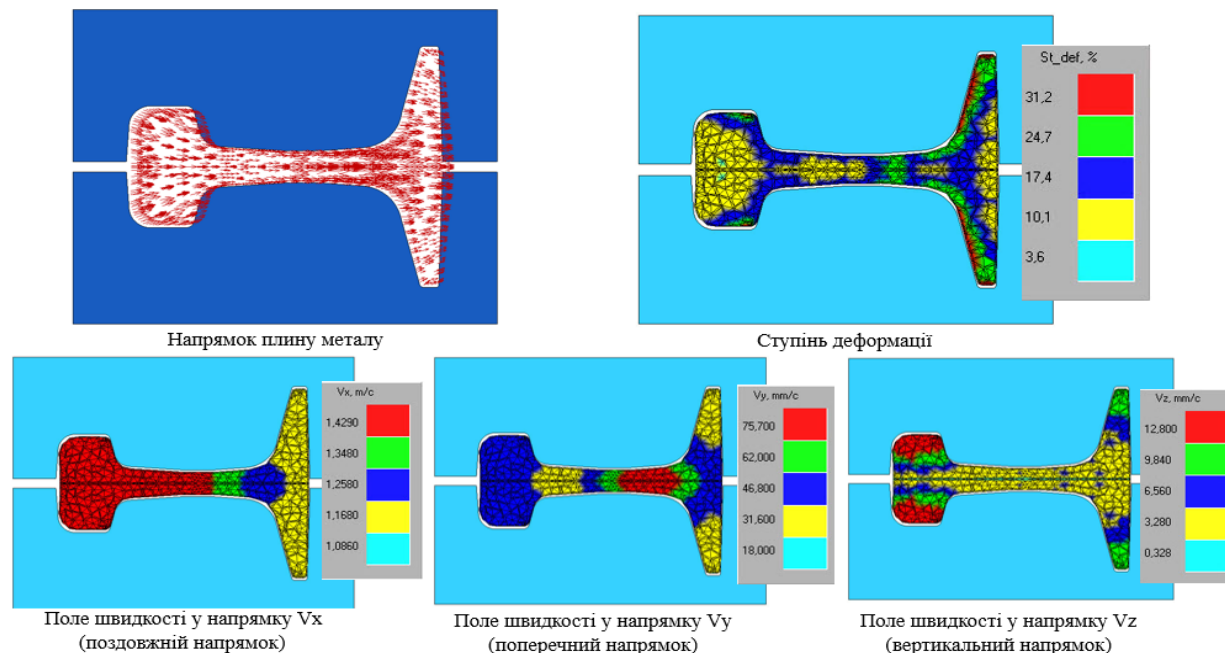 St_def, %
31,2
24,7
17,4
10,1
3,6
Напрямок плину металу
Ступінь деформації
Vx, m/c
1,4290
1,3480
1,2580
1,1680
1,0860
Vy, mm/c
75,700
62,000
46,800
31,600
18,000
Vz, mm/c
12,800
9,840
6,560
3,280
0,328
Поле швидкості у напрямку Vx
(поздовжній напрямок)
Поле швидкості у напрямку Vy
(поперечний напрямок)
Поле швидкості у напрямку Vz
(вертикальний напрямок)